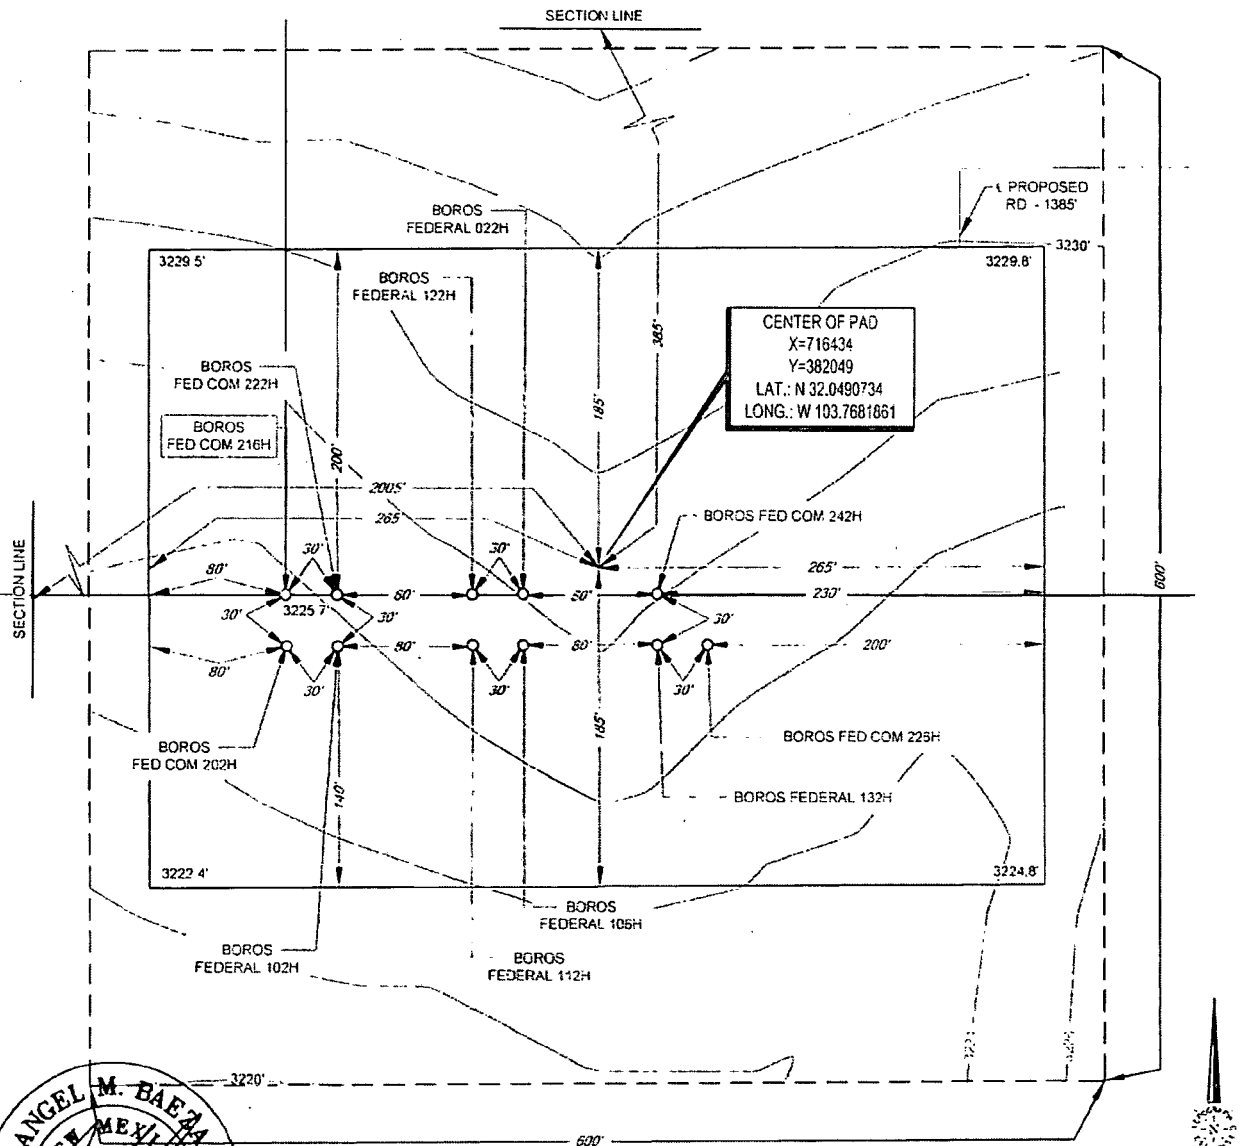 SECTION LINE
PROPOSED
RD - 1385'
BOROS
FEDERAL 022H
3230'
3229.5'
3229.8'
BOROS
FEDERAL 122H
385'
CENTER OF PAD
X=716434
Y=382049
LAT.: N 32.0490734
LONG.: W 103.7681861
BOROS
FED COM 222H
185'
BOROS
FED COM 216H
200'
2005'
265'
BOROS FED COM 242H
SECTION LINE
30'
30'
80'
265'
600'
3225.7'
80'
230'
30'
30'
30'
80'
80'
200'
80'
30'
30'
30'
BOROS
FED COM 202H
185'
BOROS FED COM 226H
140'
BOROS FEDERAL 132H
3222.4'
3224.8'
BOROS
FEDERAL 106H
BOROS
FEDERAL 102H
BOROS
FEDERAL 112H
3220'
ANGEL M. BAEZA
MEXICO
600'
N